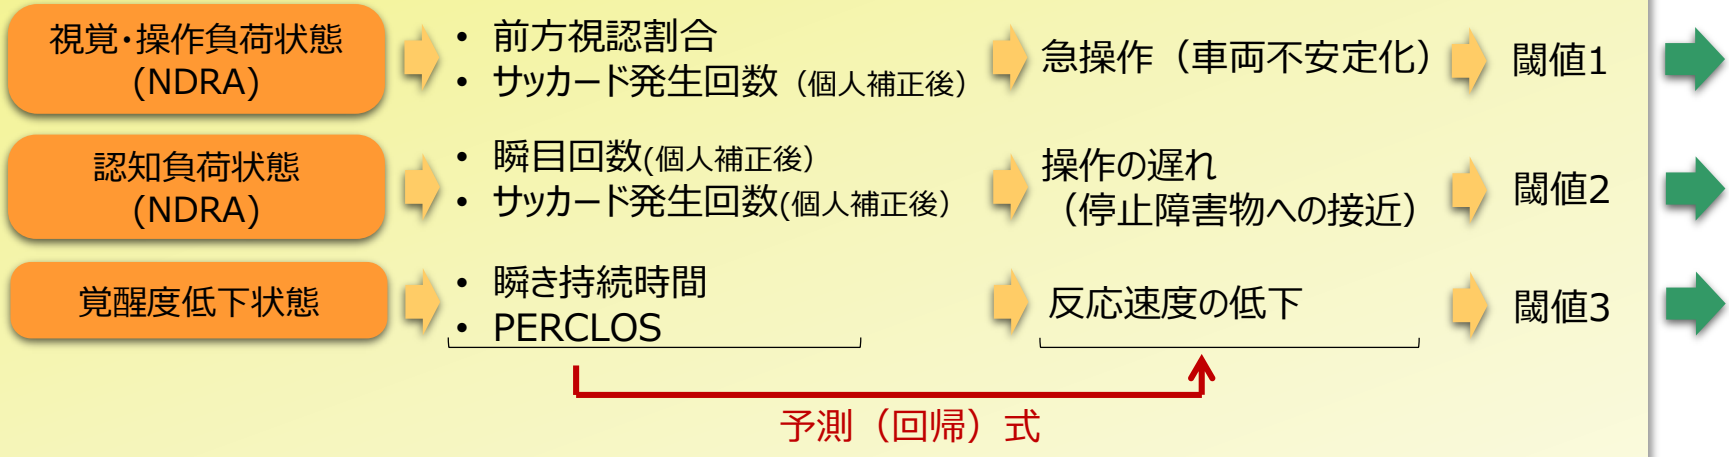 視覚・操作負荷状態
(NDRA)
• 前方視認割合
• サッカード発生回数（個人補正後）
急操作（車両不安定化）
閾値1
認知負荷状態
(NDRA)
• 瞬目回数(個人補正後）
• サッカード発生回数(個人補正後）
操作の遅れ
（停止障害物への接近）
閾値2
覚醒度低下状態
• 瞬き持続時間
• PERCLOS
反応速度の低下
閾値3
予測（回帰）式